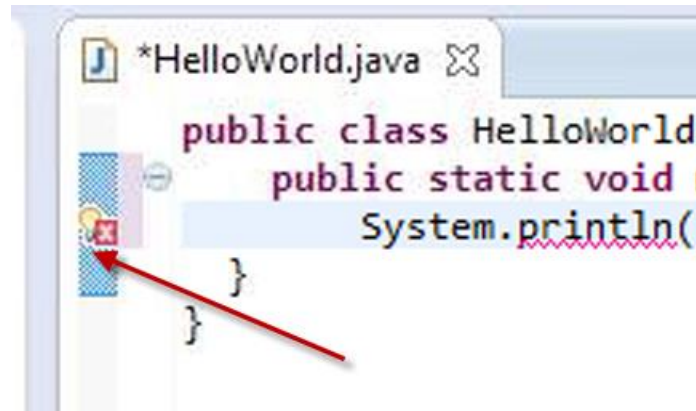 J *HelloWorld.java
public class HelloWorld
public static void
System.println(
}
}